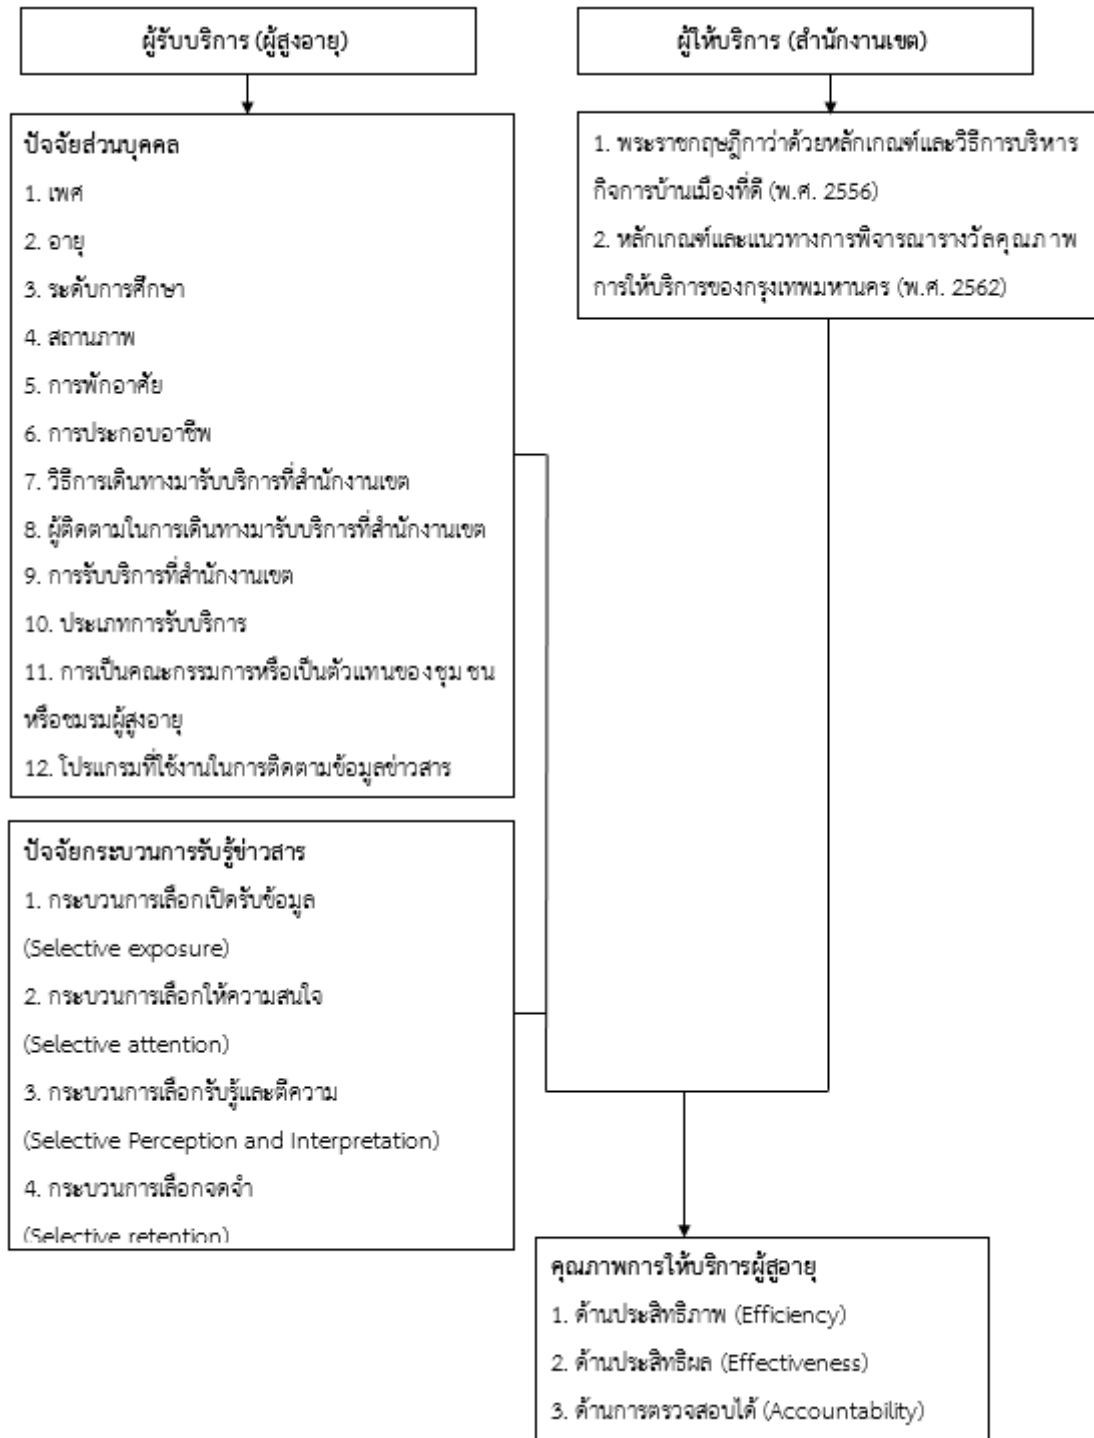 ผู้รับบริการ (ผู้สูงอายุ)
ผู้ให้บริการ (สำนักงานเขต)
ปัจจัยส่วนบุคคล
1. เพศ
2. อายุ
3. ระดับการศึกษา
4. สถานภาพ
5. การพักอาศัย
6. การประกอบอาชีพ
7. วิธีการเดินทางมารับบริการที่สำนักงานเขต
8. ผู้ติดตามในการเดินทางมารับบริการที่สำนักงานเขต
9. การรับบริการที่สำนักงานเขต
10. ประเภทการรับบริการ
11. การเป็นคณะกรรมการหรือเป็นตัวแทนของชุมชน
หรือชมรมผู้สูงอายุ
12. โปรแกรมที่ใช้งานในการติดตามข้อมูลข่าวสาร
1. พระราชกฤษฎีกาว่าด้วยหลักเกณฑ์และวิธีการบริหาร
กิจการบ้านเมืองที่ดี (พ.ศ. 2556)
2. หลักเกณฑ์และแนวทางการพิจารณารางวัลคุณภาพ
การให้บริการของกรุงเทพมหานคร (พ.ศ. 2562)
ปัจจัยกระบวนการรับรู้ข่าวสาร
1. กระบวนการเลือกเปิดรับข้อมูล
(Selective exposure)
2. กระบวนการเลือกให้ความสนใจ
(Selective attention)
3. กระบวนการเลือกรับรู้และตีความ
(Selective Perception and Interpretation)
4. กระบวนการเลือกจดจำ
(Selective retention)
คุณภาพการให้บริการผู้สูอายุ
1. ด้านประสิทธิภาพ (Efficiency)
2. ด้านประสิทธิผล (Effectiveness)
3. ด้านการตรวจสอบได้ (Accountability)